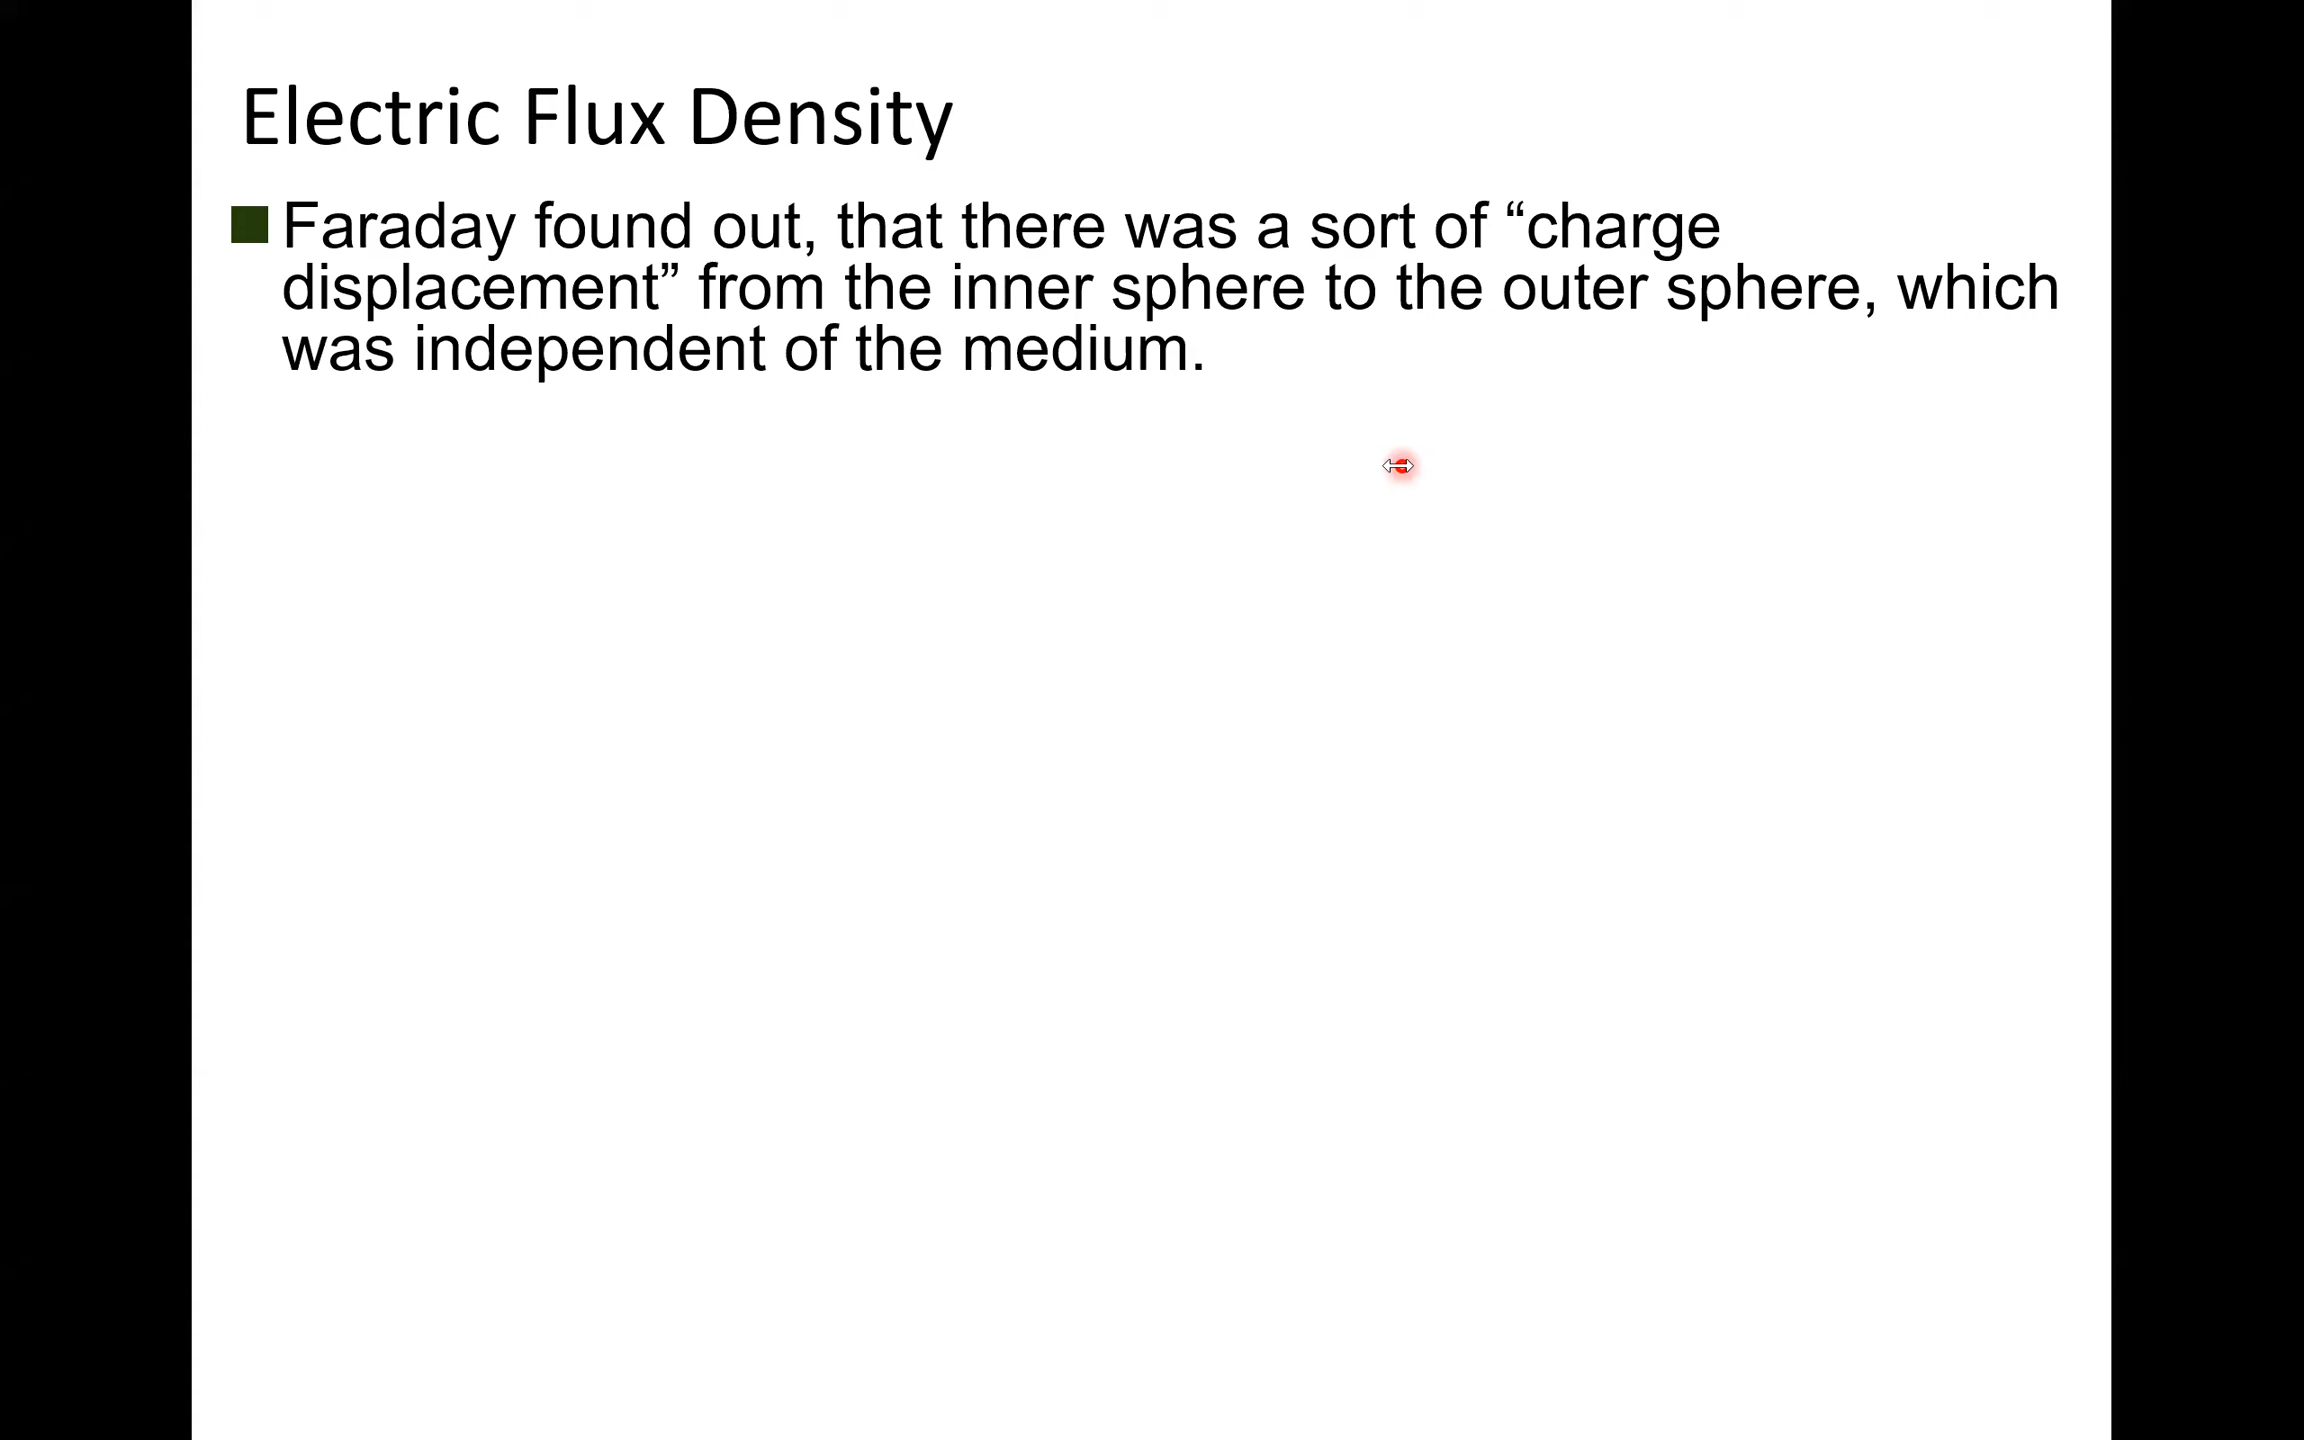 Electric Flux Density
Faraday found out, that there was a sort of “charge
displacement” from the inner sphere to the outer sphere, which
was independent of the medium.